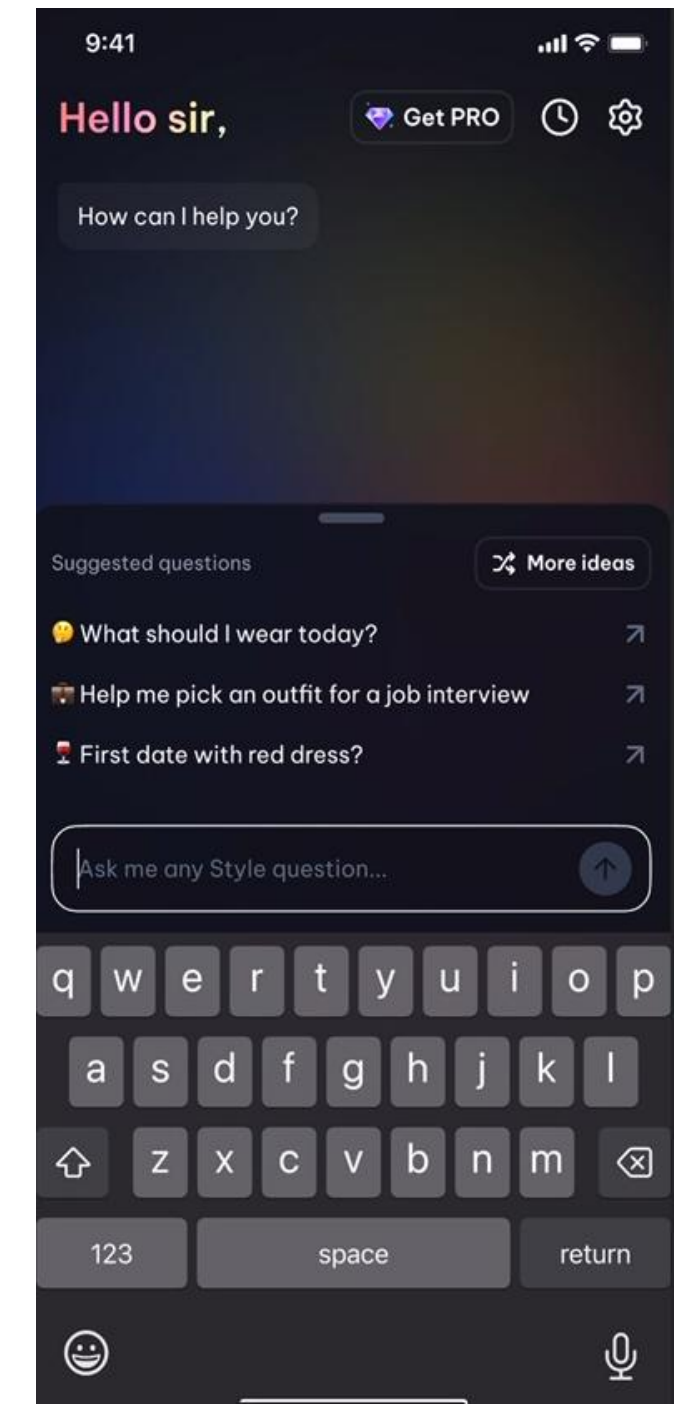 9:41
Hello sir,
Get PRO
How can I help you?
Suggested questions
More ideas
What should I wear today?
Help me pick an outfit for a job interview
First date with red dress?
Ask me any Style question...
q w e r t y u i o p
a s d f g h j k l
z x c v b n m
123 space return